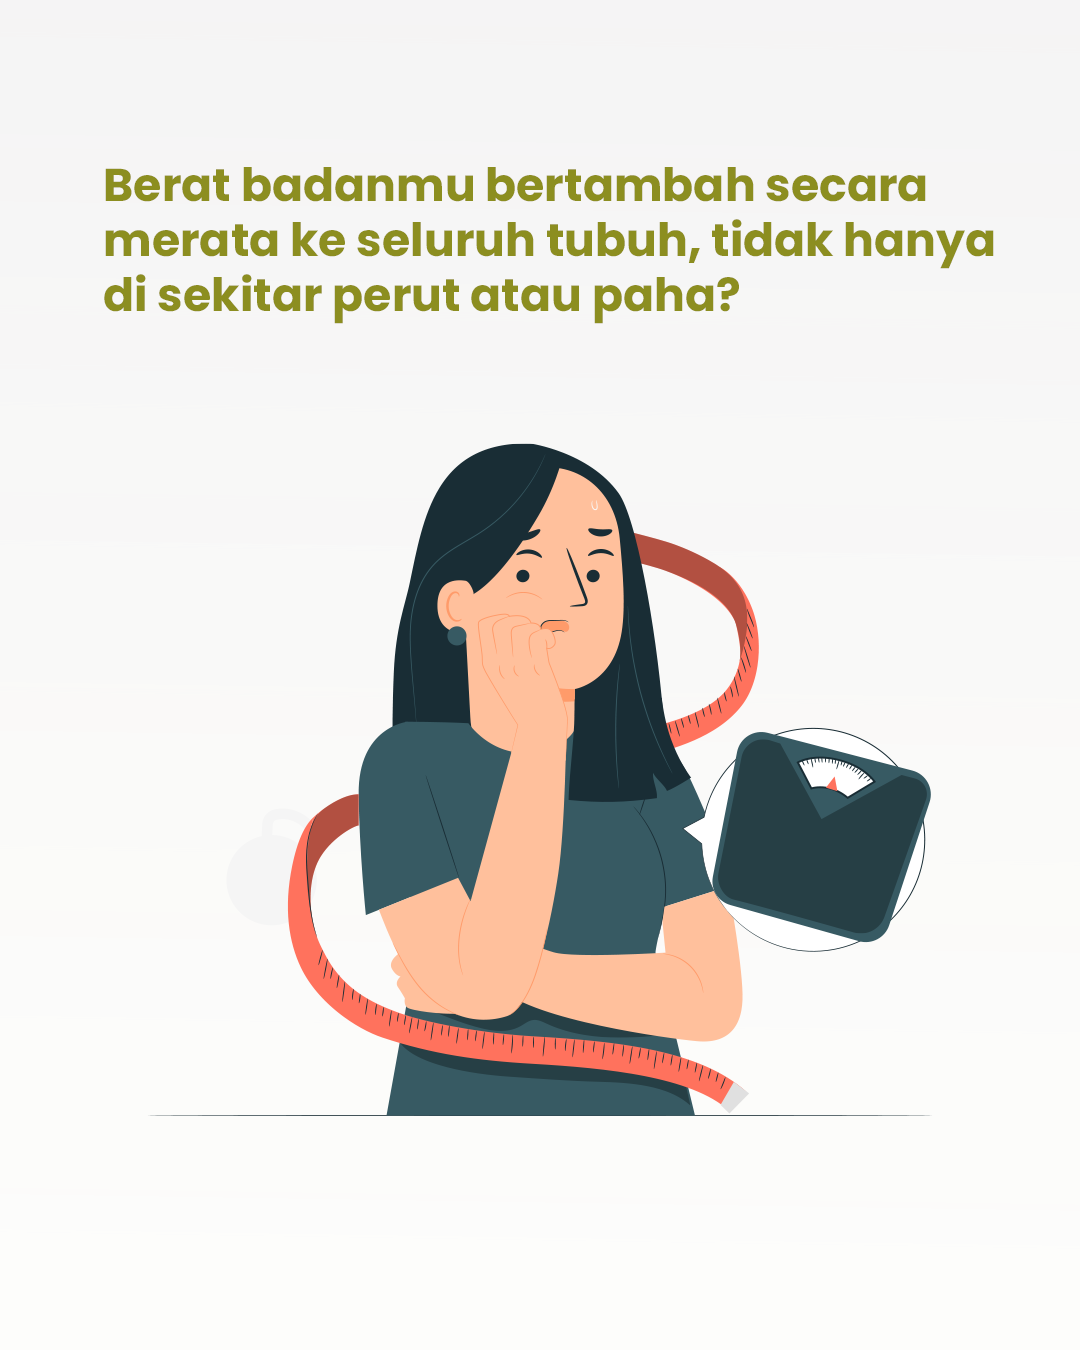 Berat badanmu bertambah secara
merata ke seluruh tubuh, tidak hanya
di sekitar perut atau paha?